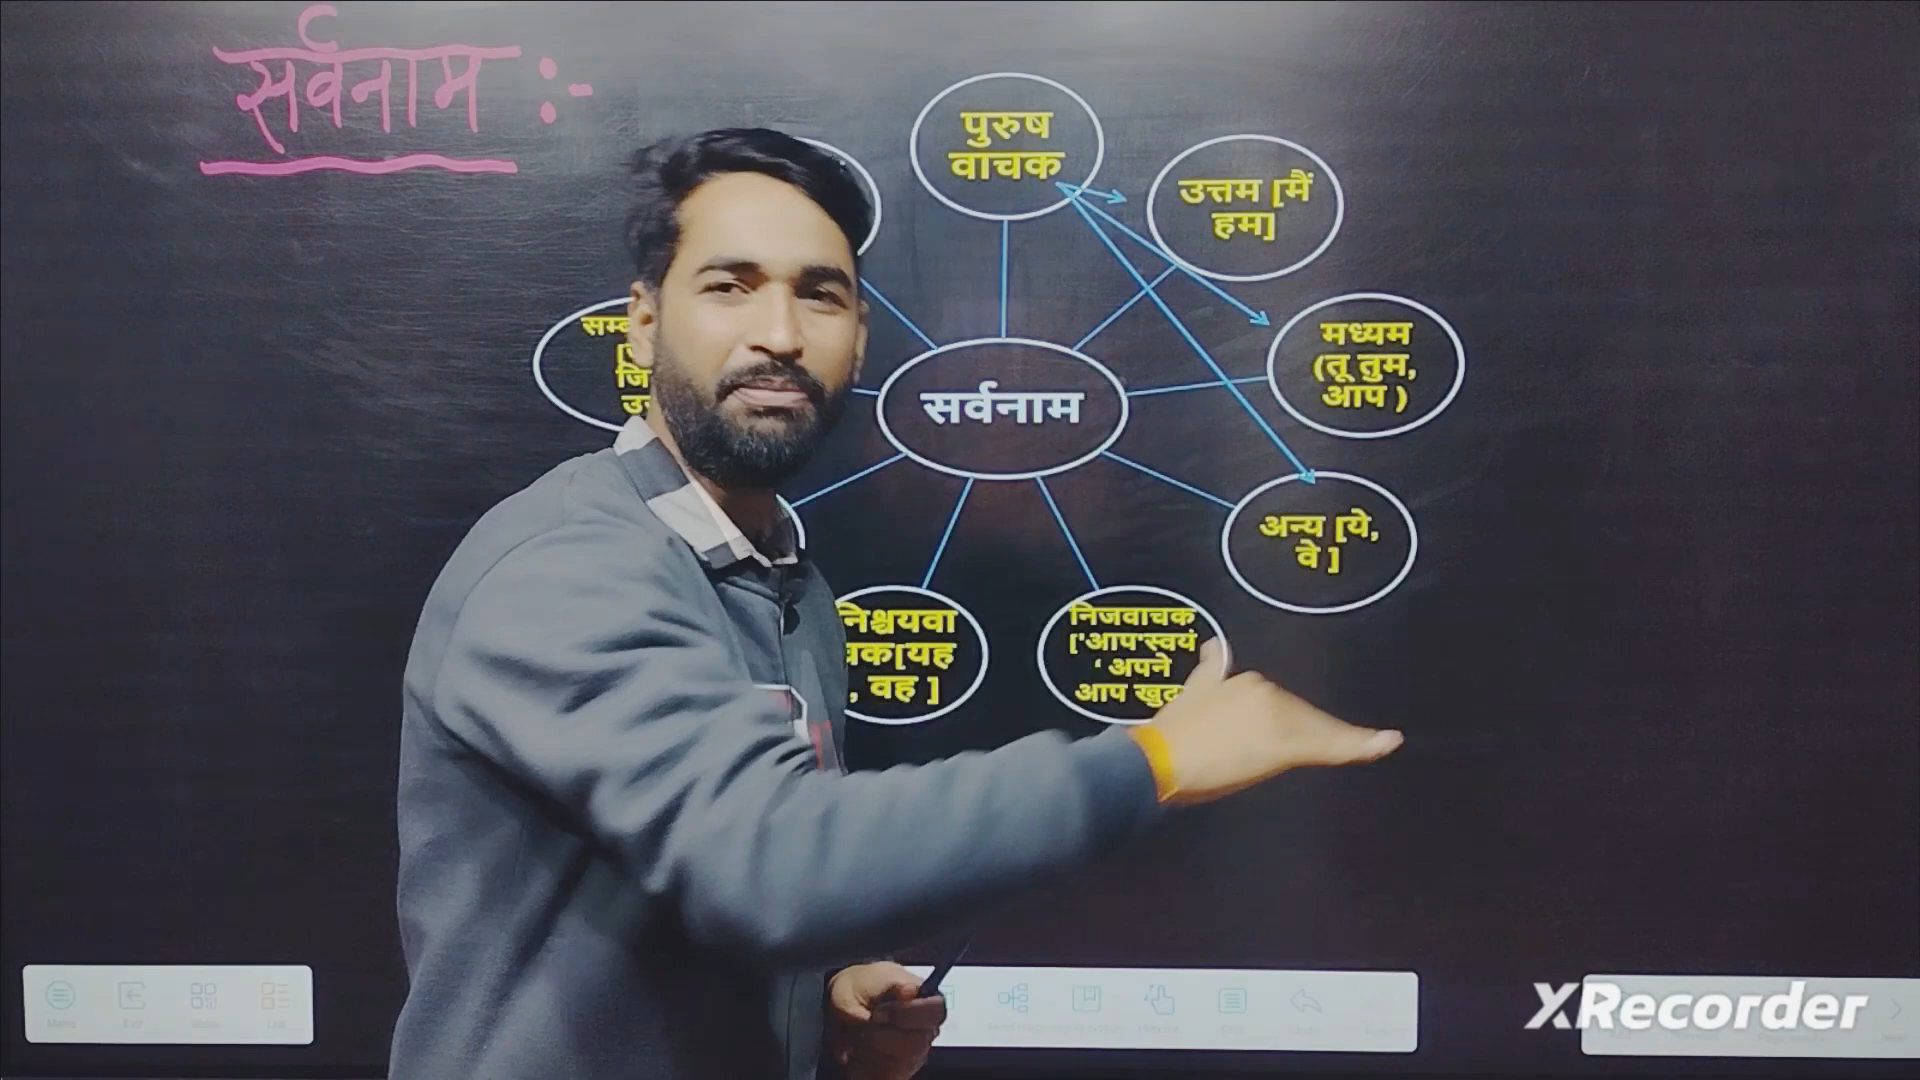 सर्वनाम :-
पुरुष
वाचक
उत्तम [मैं
हम]
मध्यम
(तू तुम,
आप )
अन्य [ये,
वे ]
सर्वनाम
निजवाचक
['आप'स्वयं
‘ अपने
आप खुद
निश्चयवा
चक[यह
, वह ]
XRecorder